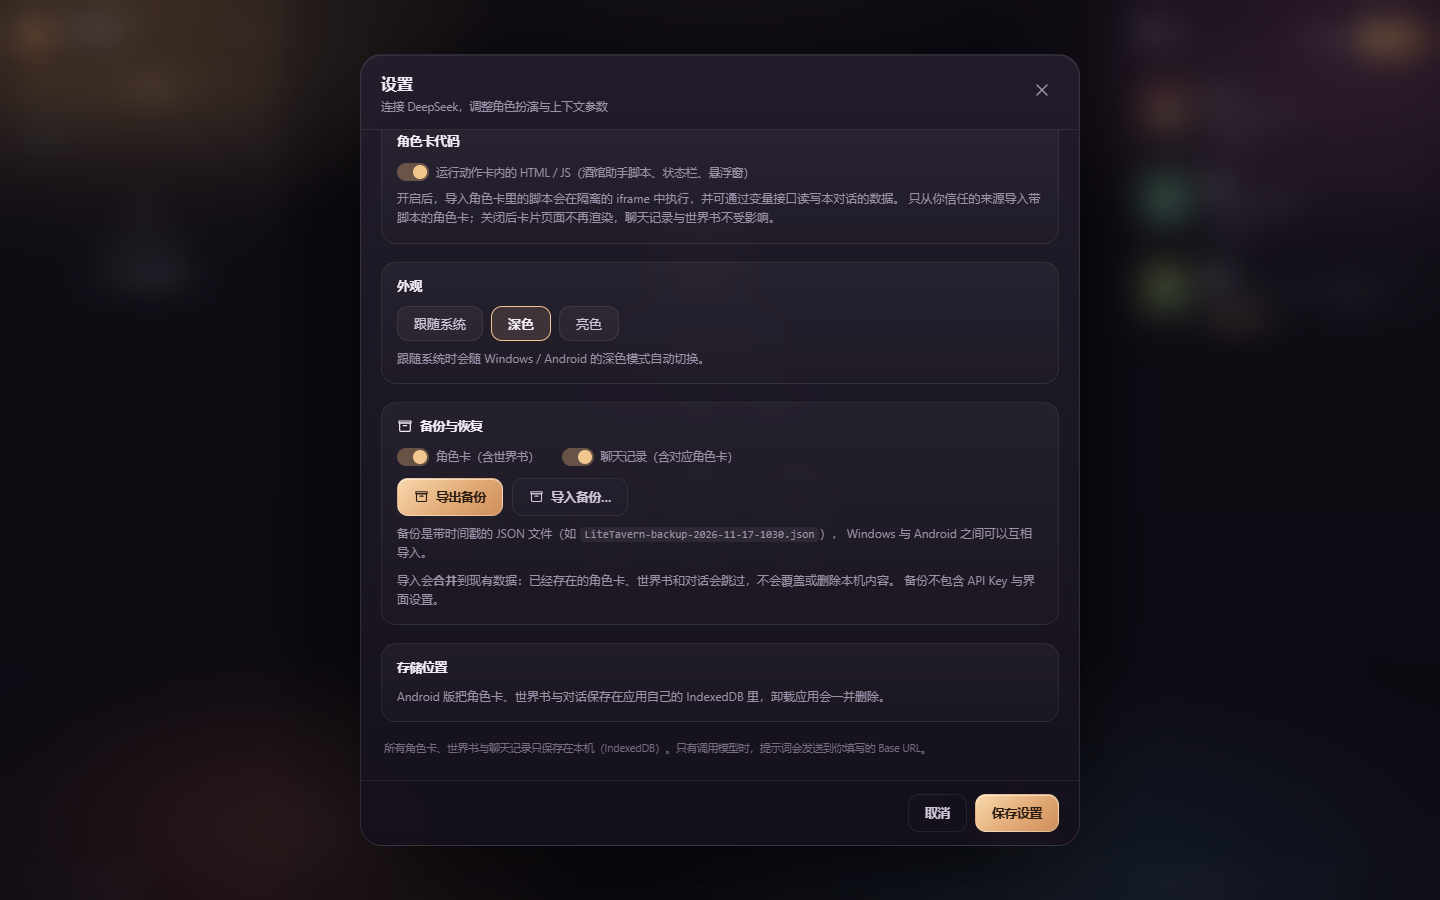 设置
连接 DeepSeek，调整角色扮演与上下文参数
角色卡代码
运行动作卡内的 HTML / JS（酒馆助手脚本、状态栏、悬浮窗）
开启后，导入角色卡里的脚本会在隔离的 iframe 中执行，并可通过变量接口读写本对话的数据。 只从你信任的来源导入带
脚本的角色卡；关闭后卡片页面不再渲染，聊天记录与世界书不受影响。
外观
跟随系统 深色 亮色
跟随系统时会随 Windows / Android 的深色模式自动切换。
备份与恢复
角色卡（含世界书） 聊天记录（含对应角色卡）
导出备份 导入备份...
备份是带时间戳的 JSON 文件（如 LiteTavern-backup-2026-11-17-1030.json）， Windows 与 Android 之间可以互相
导入。
导入会合并到现有数据：已经存在的角色卡、世界书和对话会跳过，不会覆盖或删除本机内容。 备份不包含 API Key 与界
面设置。
存储位置
Android 版把角色卡、世界书与对话保存在应用自己的 IndexedDB 里，卸载应用会一并删除。
所有角色卡、世界书与聊天记录只保存在本机（IndexedDB）。只有调用模型时，提示词会发送到你填写的 Base URL。
取消 保存设置